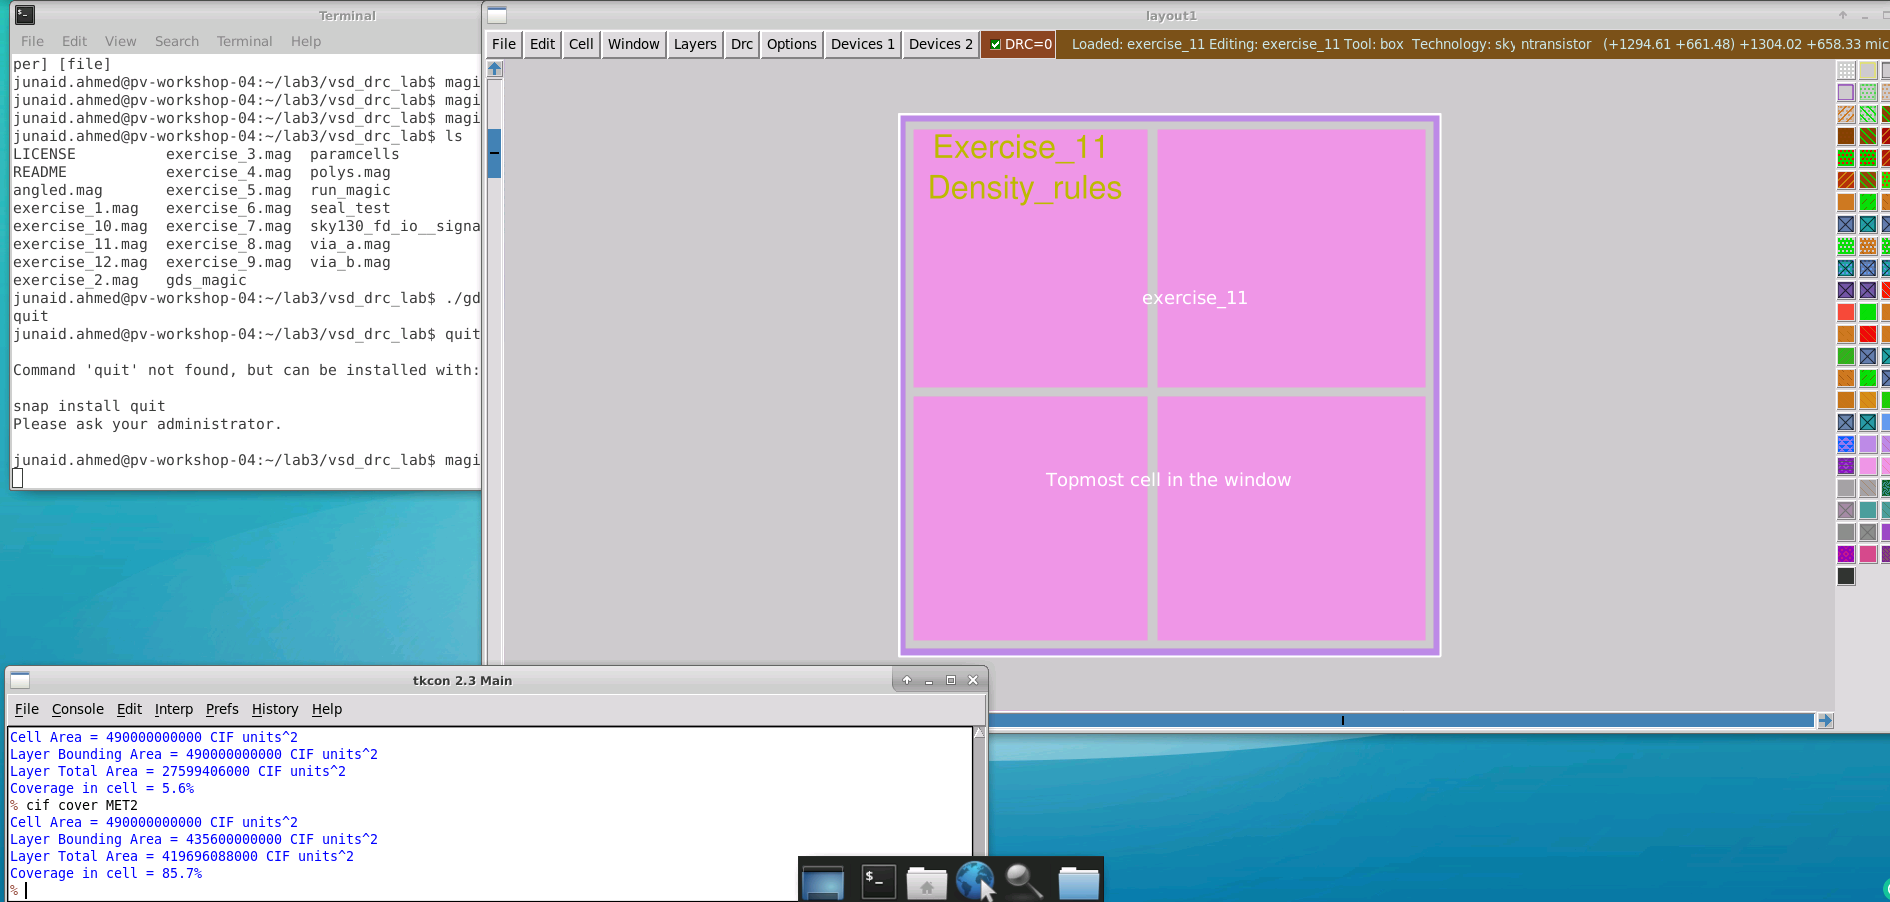 Terminal
File Edit View Search Terminal Help
per] [file]
junaid.ahmed@pv-workshop-04:~/lab3/vsd_drc_lab$ magi
junaid.ahmed@pv-workshop-04:~/lab3/vsd_drc_lab$ magi
junaid.ahmed@pv-workshop-04:~/lab3/vsd_drc_lab$ magi
junaid.ahmed@pv-workshop-04:~/lab3/vsd_drc_lab$ ls
LICENSE exercise_3.mag paramcells
README exercise_4.mag polys.mag
angled.mag exercise_5.mag run_magic
exercise_1.mag exercise_6.mag seal_test
exercise_10.mag exercise_7.mag sky130_fd_io__signa
exercise_11.mag exercise_8.mag via_a.mag
exercise_12.mag exercise_9.mag via_b.mag
exercise_2.mag gds_magic
junaid.ahmed@pv-workshop-04:~/lab3/vsd_drc_lab$ ./gd
quit
junaid.ahmed@pv-workshop-04:~/lab3/vsd_drc_lab$ quit
Command 'quit' not found, but can be installed with:
snap install quit
Please ask your administrator.
junaid.ahmed@pv-workshop-04:~/lab3/vsd_drc_lab$ magi
layout1
File Edit Cell Window Layers Drc Options Devices 1 Devices 2 DRC=0 Loaded: exercise_11 Editing: exercise_11 Tool: box Technology: sky ntransistor (+1294.61 +661.48) +1304.02 +658.33 mic
Exercise_11
Density_rules
exercise_11
Topmost cell in the window
tkcon 2.3 Main
File Console Edit Interp Prefs History Help
Cell Area = 490000000000 CIF units^2
Layer Bounding Area = 490000000000 CIF units^2
Layer Total Area = 27599406000 CIF units^2
Coverage in cell = 5.6%
% cif cover MET2
Cell Area = 490000000000 CIF units^2
Layer Bounding Area = 435600000000 CIF units^2
Layer Total Area = 419696088000 CIF units^2
Coverage in cell = 85.7%
%
$_